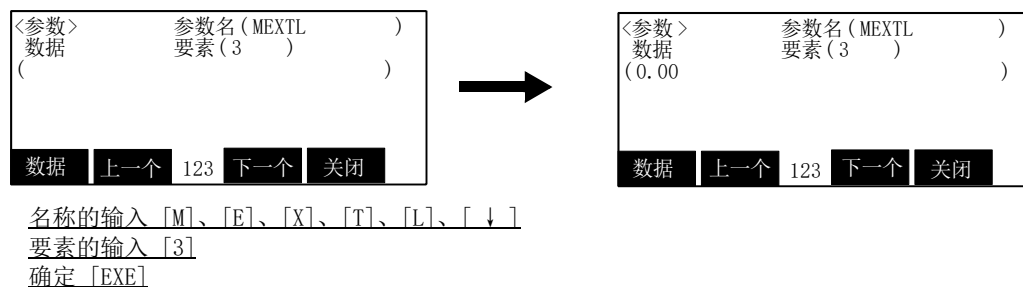 <参数> 参数名(MEXTL )
数据 要素(3 )
( )
数据 上一个 123 下一个 关闭
<参数> 参数名(MEXTL )
数据 要素(3 )
(0.00 )
数据 上一个 123 下一个 关闭
名称的输入 [M]、[E]、[X]、[T]、[L]、[ ↓ ]
要素的输入 [3]
确定 [EXE]